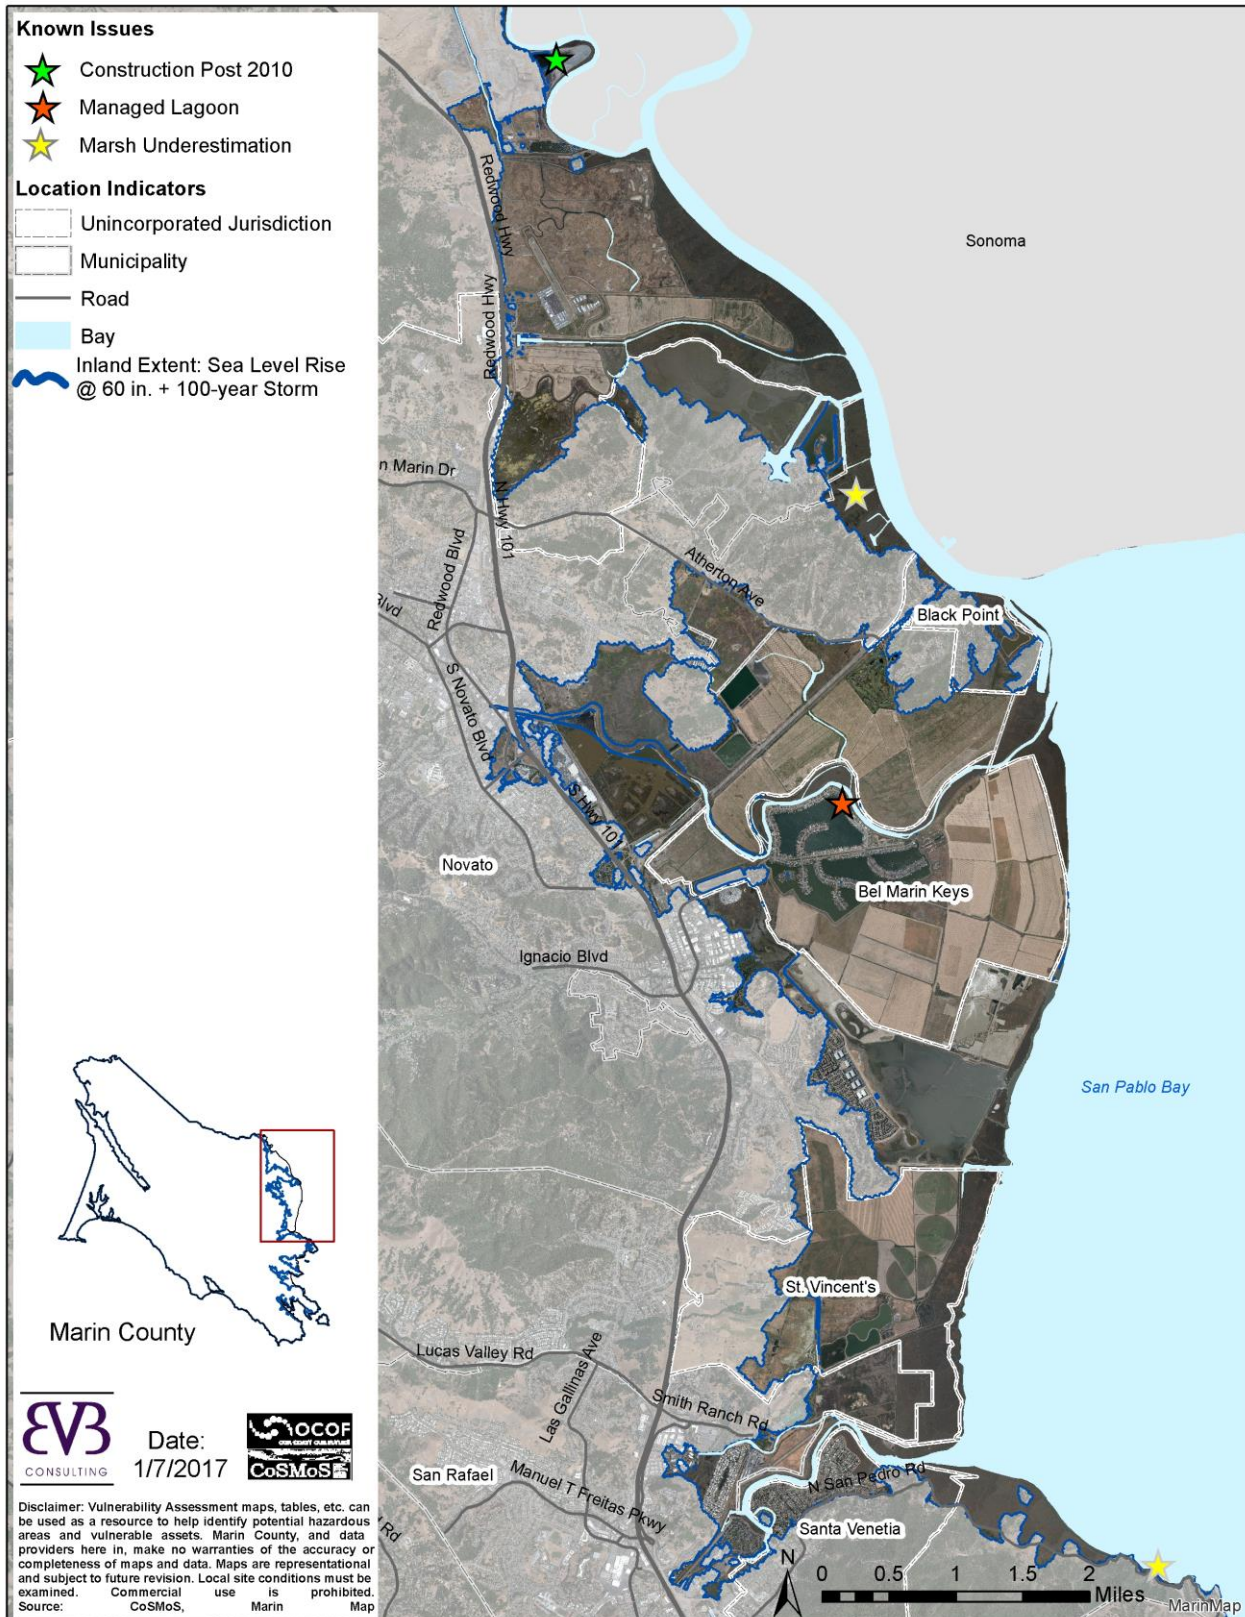 Known Issues
Construction Post 2010
Managed Lagoon
Marsh Underestimation
Location Indicators
Unincorporated Jurisdiction
Municipality
Road
Bay
Inland Extent: Sea Level Rise
@ 60 in. + 100-year Storm
Marin County
EVB
CONSULTING
Date:
1/7/2017
OCOF
OUR COAST OUR FUTURE
CoSMoS
Disclaimer: Vulnerability Assessment maps, tables, etc. can
be used as a resource to help identify potential hazardous
areas and vulnerable assets. Marin County, and data
providers here in, make no warranties of the accuracy or
completeness of maps and data. Maps are representational
and subject to future revision. Local site conditions must be
examined. Commercial use is prohibited.
Source: CoSMoS, Marin Map
Redwood Hwy
Sonoma
Redwood Hwy
n Marin Dr
N Hwy 101
Redwood Blvd
Blvd
Atherton Ave
Black Point
S Novato Blvd
S Hwy 101
Novato
Bel Marin Keys
Ignacio Blvd
San Pablo Bay
St. Vincent's
Lucas Valley Rd
Las Gallinas Ave
Smith Ranch Rd
San Rafael
Manuel T Freitas Pkwy
N San Pedro Rd
y Rd
Santa Venetia
N
0 0.5 1 1.5 2
Miles
MarinMap